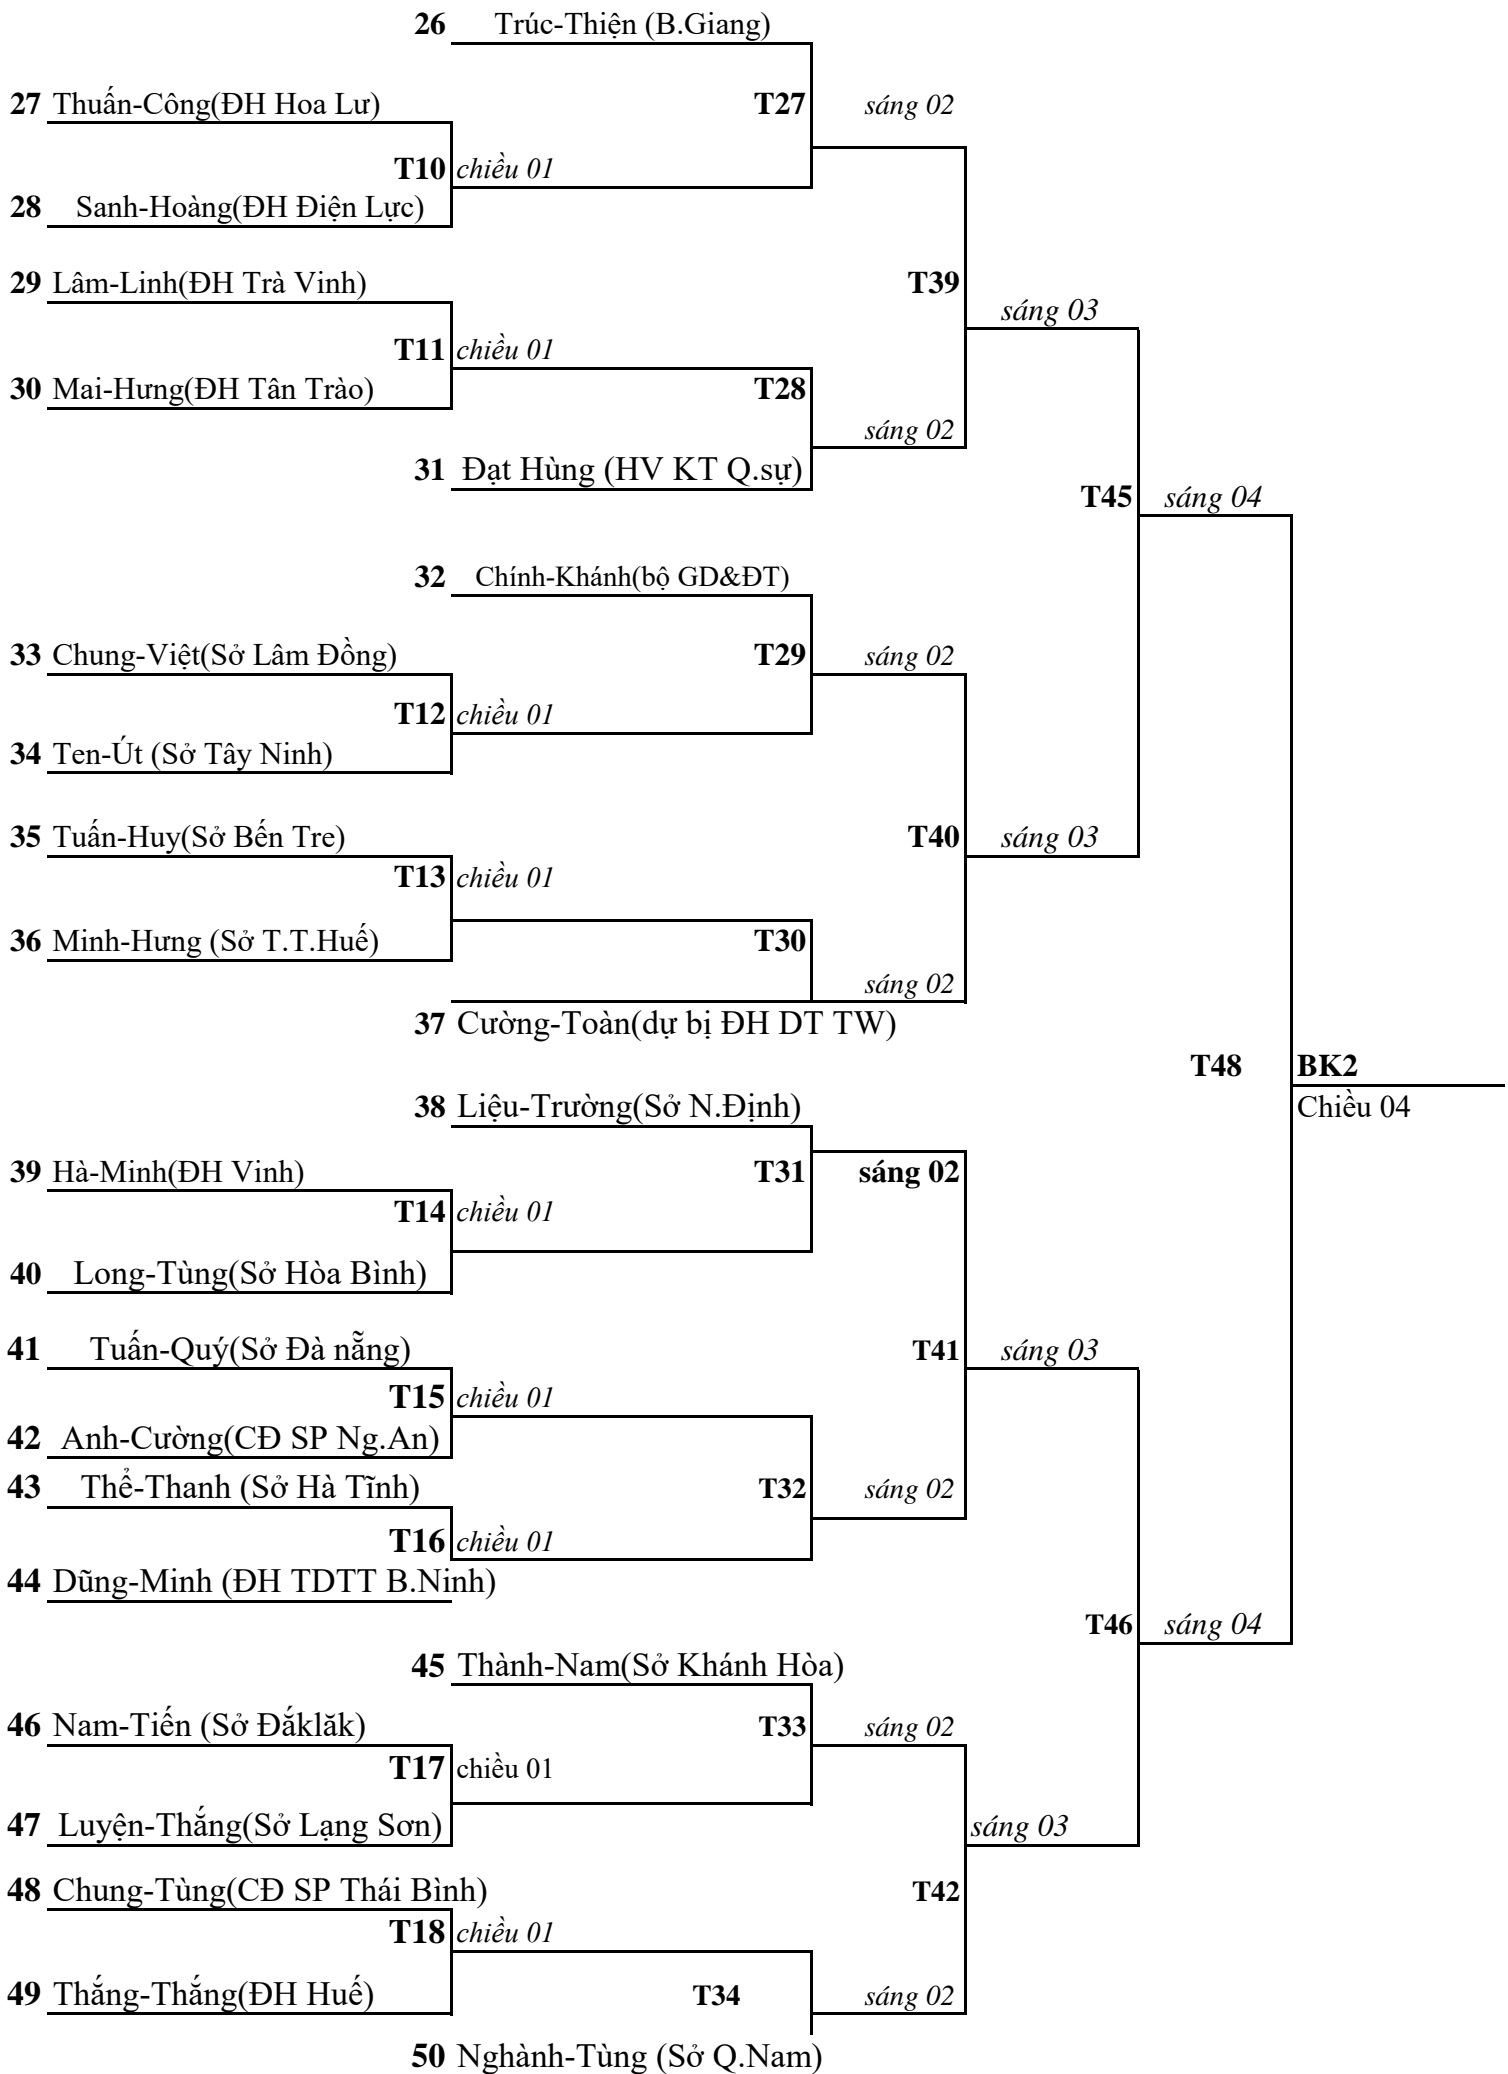 26 Trúc-Thiện (B.Giang)
27 Thuấn-Công(ĐH Hoa Lư) T27 sáng 02
T10 chiều 01
28 Sanh-Hoàng(ĐH Điện Lực)
29 Lâm-Linh(ĐH Trà Vinh) T39
sáng 03
T11 chiều 01
30 Mai-Hưng(ĐH Tân Trào) T28
sáng 02
31 Đạt Hùng (HV KT Q.sự)
T45 sáng 04
32 Chính-Khánh(bộ GD&ĐT)
33 Chung-Việt(Sở Lâm Đồng) T29 sáng 02
T12 chiều 01
34 Ten-Út (Sở Tây Ninh)
35 Tuấn-Huy(Sở Bến Tre) T40 sáng 03
T13 chiều 01
36 Minh-Hưng (Sở T.T.Huế) T30
sáng 02
37 Cường-Toàn(dự bị ĐH DT TW)
T48 BK2
38 Liệu-Trường(Sở N.Định) Chiều 04
39 Hà-Minh(ĐH Vinh) T31 sáng 02
T14 chiều 01
40 Long-Tùng(Sở Hòa Bình)
41 Tuấn-Quý(Sở Đà nẵng) T41 sáng 03
T15 chiều 01
42 Anh-Cường(CĐ SP Ng.An)
43 Thể-Thanh (Sở Hà Tĩnh) T32 sáng 02
T16 chiều 01
44 Dũng-Minh (ĐH TDTT B.Ninh)
T46 sáng 04
45 Thành-Nam(Sở Khánh Hòa)
46 Nam-Tiến (Sở Đắklăk) T33 sáng 02
T17 chiều 01
47 Luyện-Thắng(Sở Lạng Sơn) sáng 03
48 Chung-Tùng(CĐ SP Thái Bình) T42
T18 chiều 01
49 Thắng-Thắng(ĐH Huế) T34 sáng 02
50 Nghành-Tùng (Sở Q.Nam)